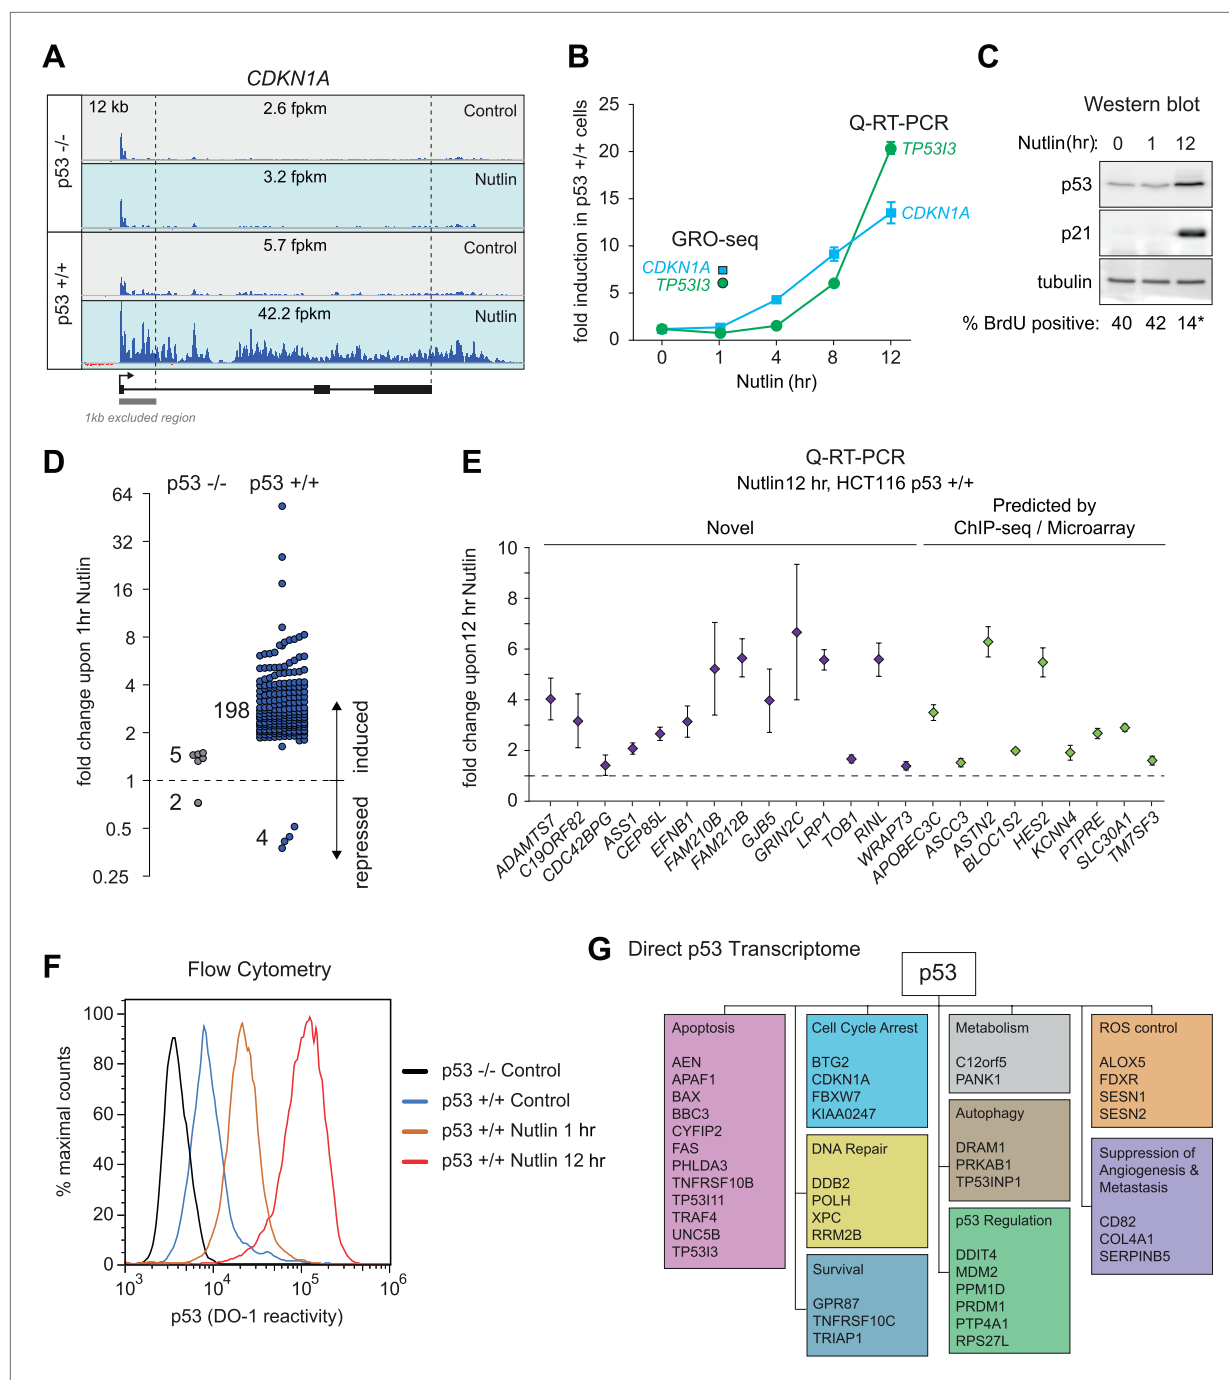 A
CDKN1A
12 kb
2.6 fpkm
Control
3.2 fpkm
Nutlin
5.7 fpkm
Control
42.2 fpkm
Nutlin
p53 -/-
p53 +/+
1kb excluded region
B
fold induction in p53 +/+ cells
25
20
15
10
5
0
Q-RT-PCR
TP53I3
CDKN1A
GRO-seq
CDKN1A
TP53I3
0 1 4 8 12
Nutlin (hr)
C
Western blot
Nutlin(hr): 0 1 12
p53
p21
tubulin
% BrdU positive: 40 42 14*
D
p53 -/- p53 +/+
fold change upon 1hr Nutlin
64
32
16
8
4
2
1
0.5
0.25
198
5
2
4
induced
repressed
E
Q-RT-PCR
Nutlin12 hr, HCT116 p53 +/+
Novel
Predicted by
ChIP-seq / Microarray
fold change upon12 hr Nutlin
10
8
6
4
2
0
ADAMTS7
C19ORF82
CDC42BPG
ASS1
CEP85L
EFNB1
FAM210B
FAM212B
GJB5
GRIN2C
LRP1
TOB1
RINL
WRAP73
APOBEC3C
ASCC3
ASTN2
BLOC1S2
HES2
KCNN4
PTPRE
SLC30A1
TM7SF3
F
Flow Cytometry
% maximal counts
100
80
60
40
20
0
10³ 10⁴ 10⁵ 10⁶
p53 (DO-1 reactivity)
p53 -/- Control
p53 +/+ Control
p53 +/+ Nutlin 1 hr
p53 +/+ Nutlin 12 hr
G
Direct p53 Transcriptome
p53
Apoptosis
AEN
APAF1
BAX
BBC3
CYFIP2
FAS
PHLDA3
TNFRSF10B
TP53I11
TRAF4
UNC5B
TP53I3
Cell Cycle Arrest
BTG2
CDKN1A
FBXW7
KIAA0247
DNA Repair
DDB2
POLH
XPC
RRM2B
Survival
GPR87
TNFRSF10C
TRIAP1
Metabolism
C12orf5
PANK1
Autophagy
DRAM1
PRKAB1
TP53INP1
p53 Regulation
DDIT4
MDM2
PPM1D
PRDM1
PTP4A1
RPS27L
ROS control
ALOX5
FDXR
SESN1
SESN2
Suppression of
Angiogenesis &
Metastasis
CD82
COL4A1
SERPINB5